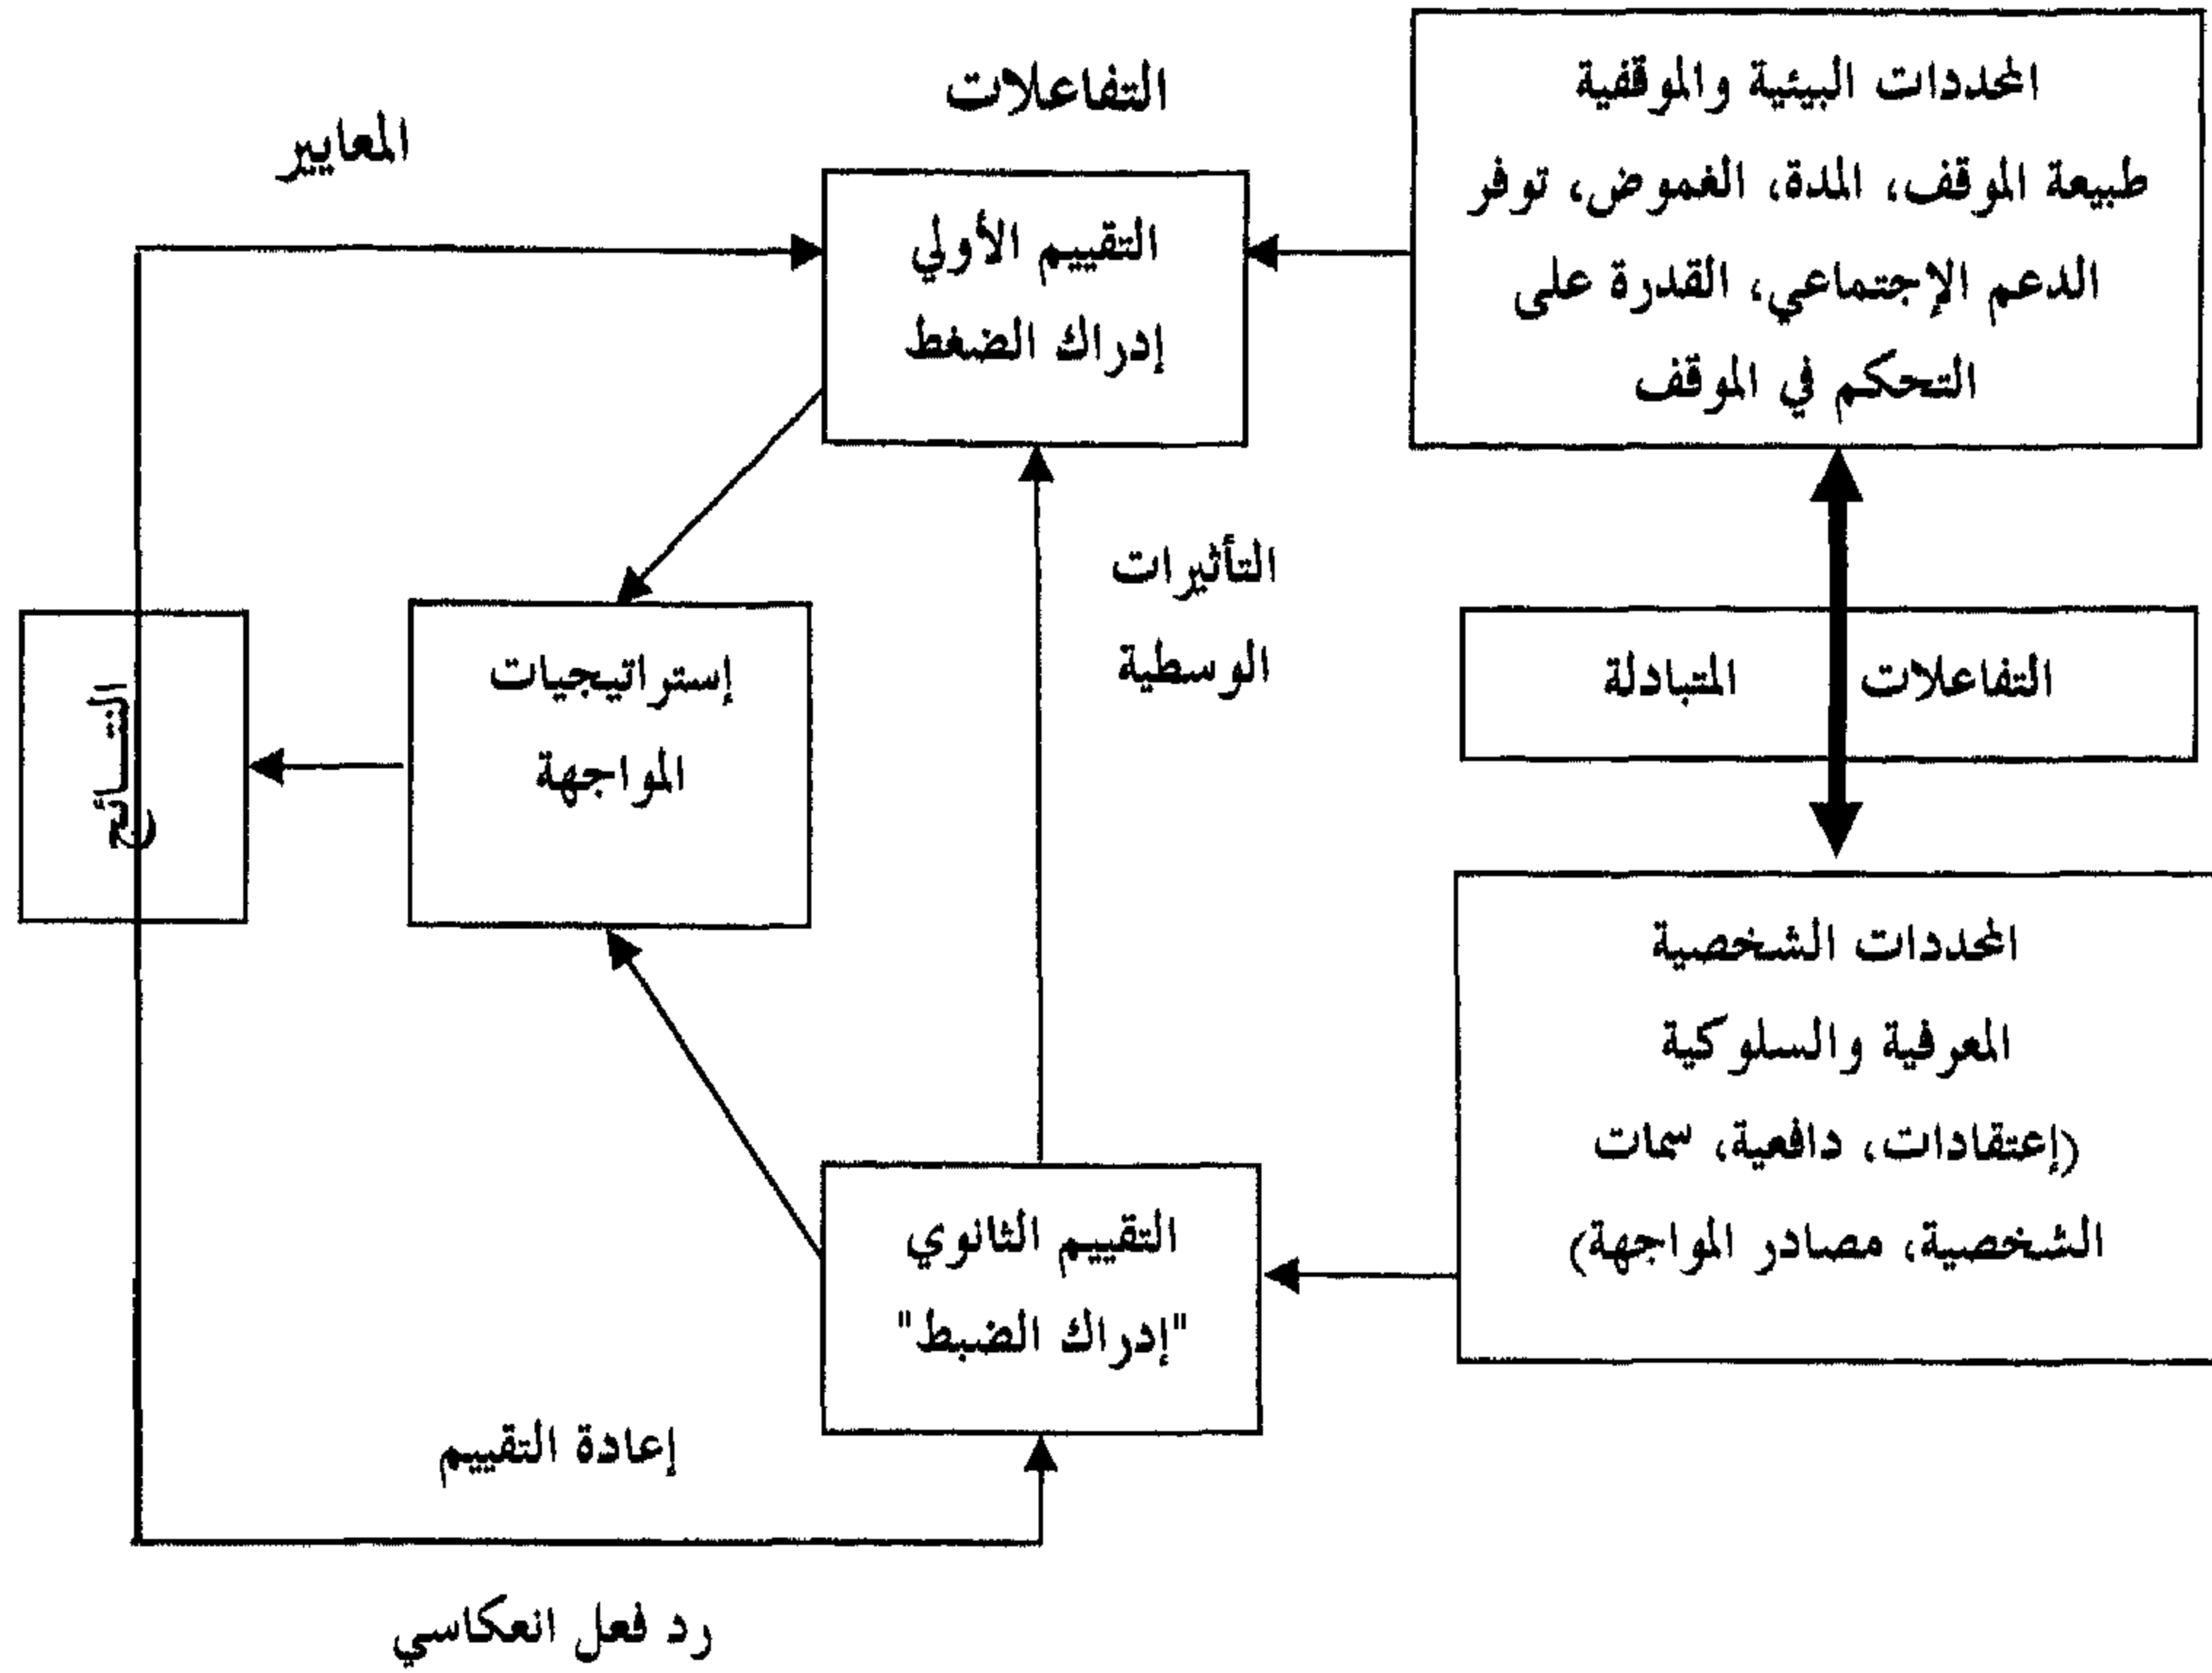 المحددات البيئية والموقفية
طبيعة الموقف، المدة، الغموض، توفر
الدعم الإجتماعي، القدرة على
التحكم في الموقف
التفاعلات
المعايير
التقييم الأولي
إدراك الضغط
التأثيرات
الوسطية
التفاعلات المتبادلة
إستراتيجيات
المواجهة
النتائج
المحددات الشخصية
المعرفية والسلوكية
(إعتقادات، دافعية، سمات
الشخصية، مصادر المواجهة)
التقييم الثانوي
"إدراك الضبط"
إعادة التقييم
رد فعل انعكاسي